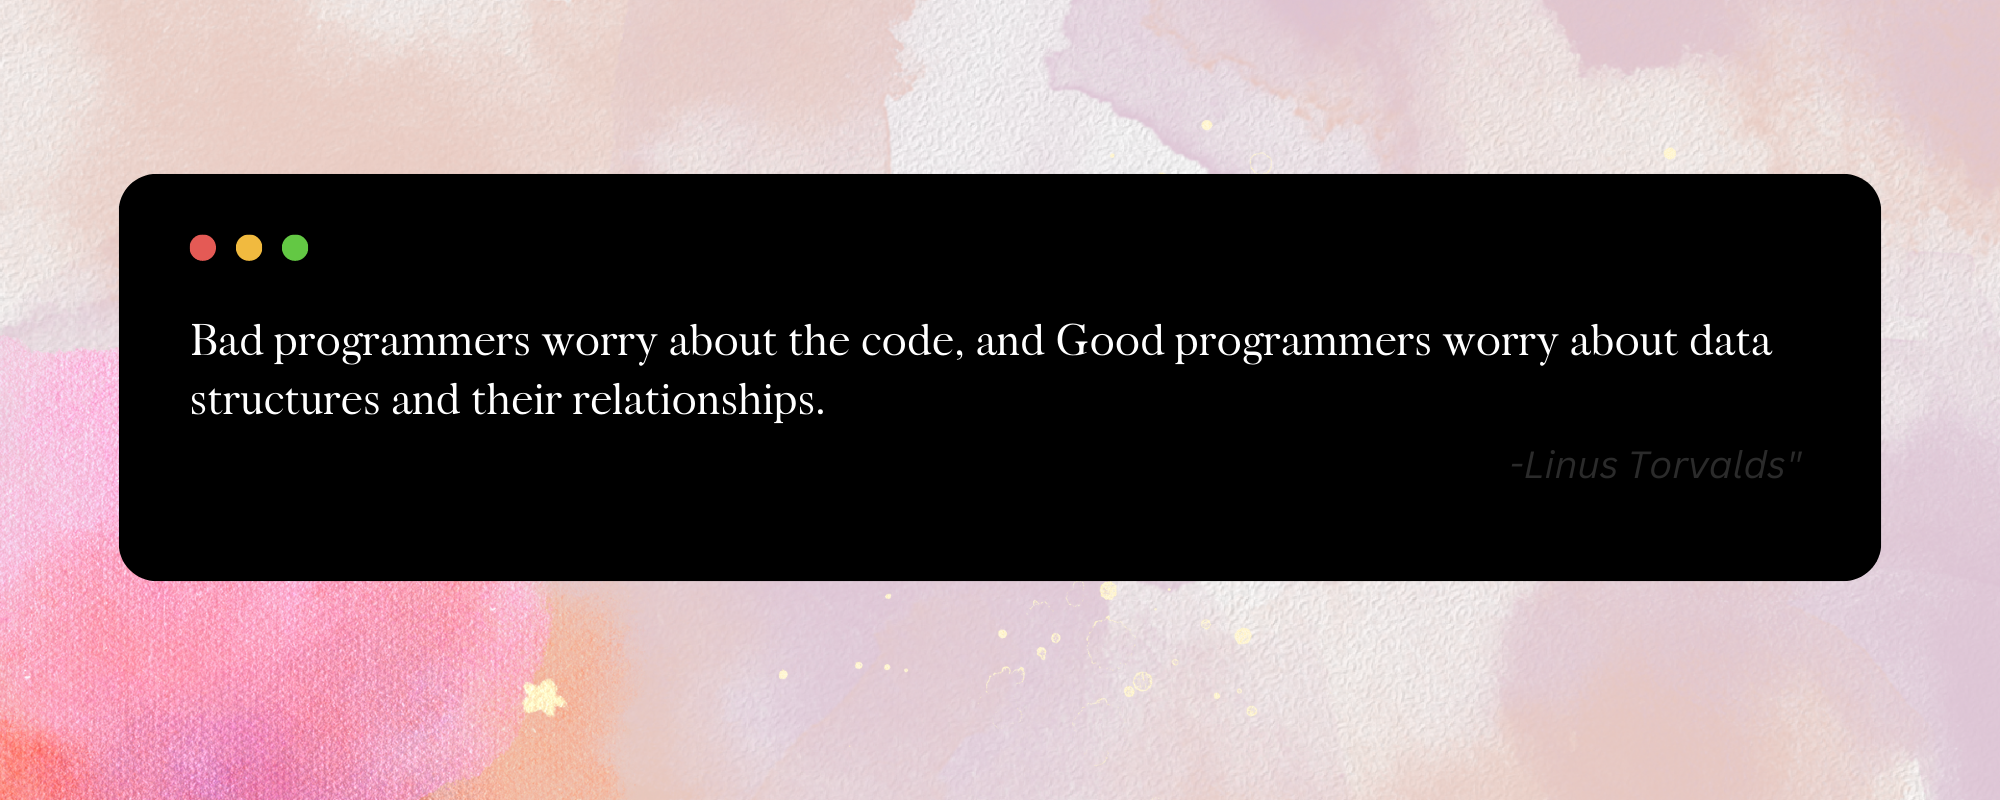 Bad programmers worry about the code, and Good programmers worry about data
structures and their relationships.
-Linus Torvalds"